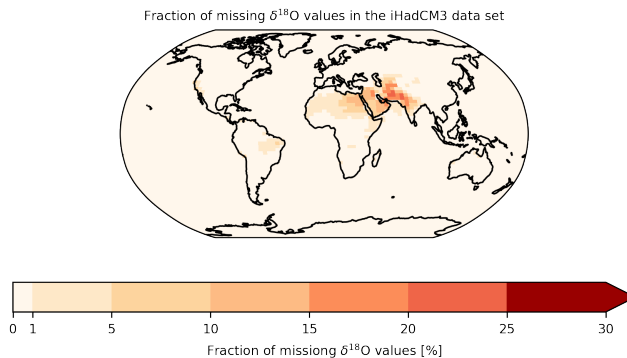 Fraction of missing δ¹⁸O values in the iHadCM3 data set
0 1 5 10 15 20 25 30
Fraction of missiong δ¹⁸O values [%]